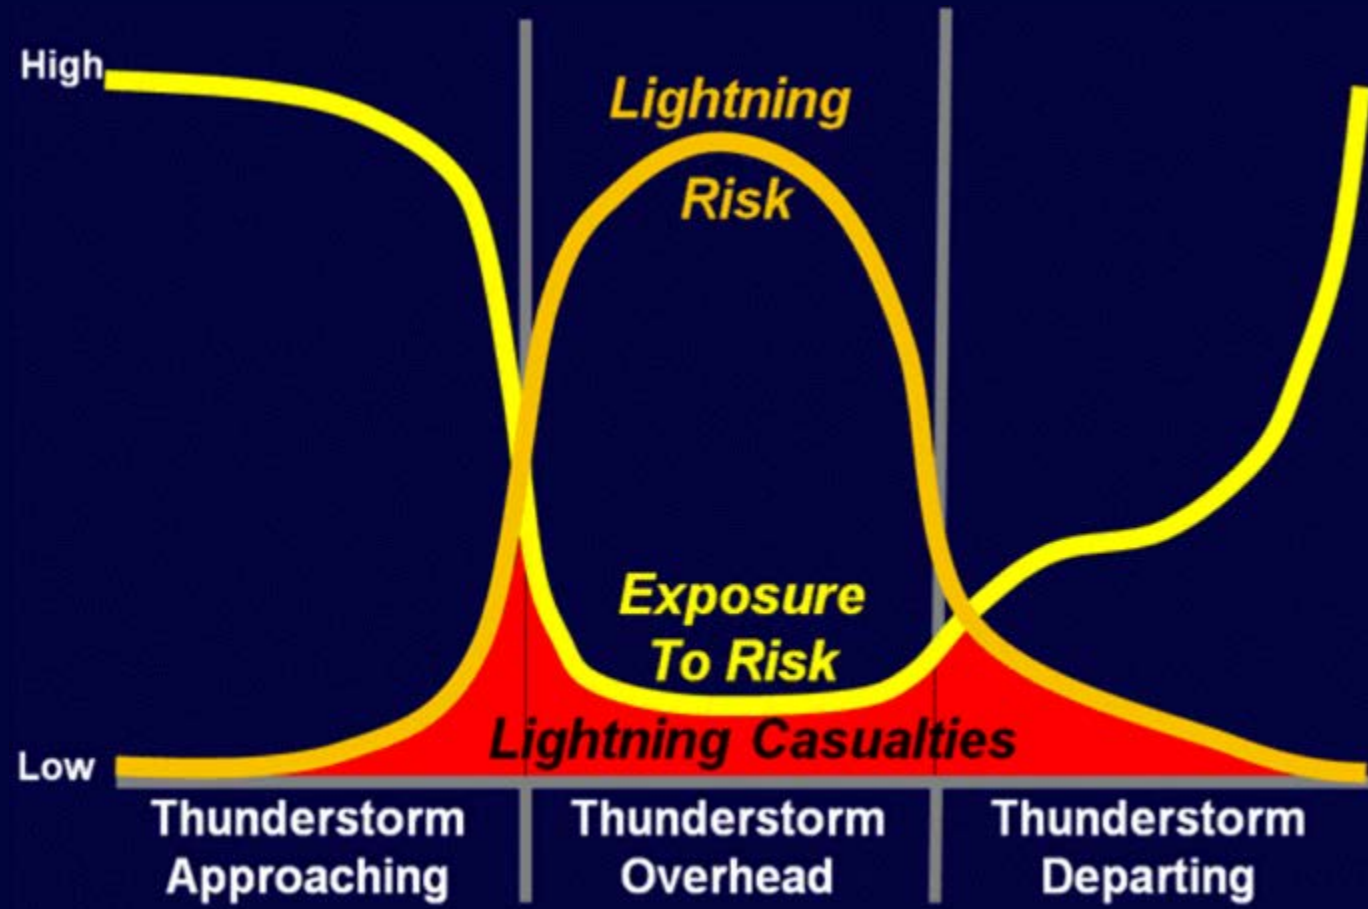 High
Lightning
Risk
Exposure
To Risk
Lightning Casualties
Low
Thunderstorm
Approaching
Thunderstorm
Overhead
Thunderstorm
Departing